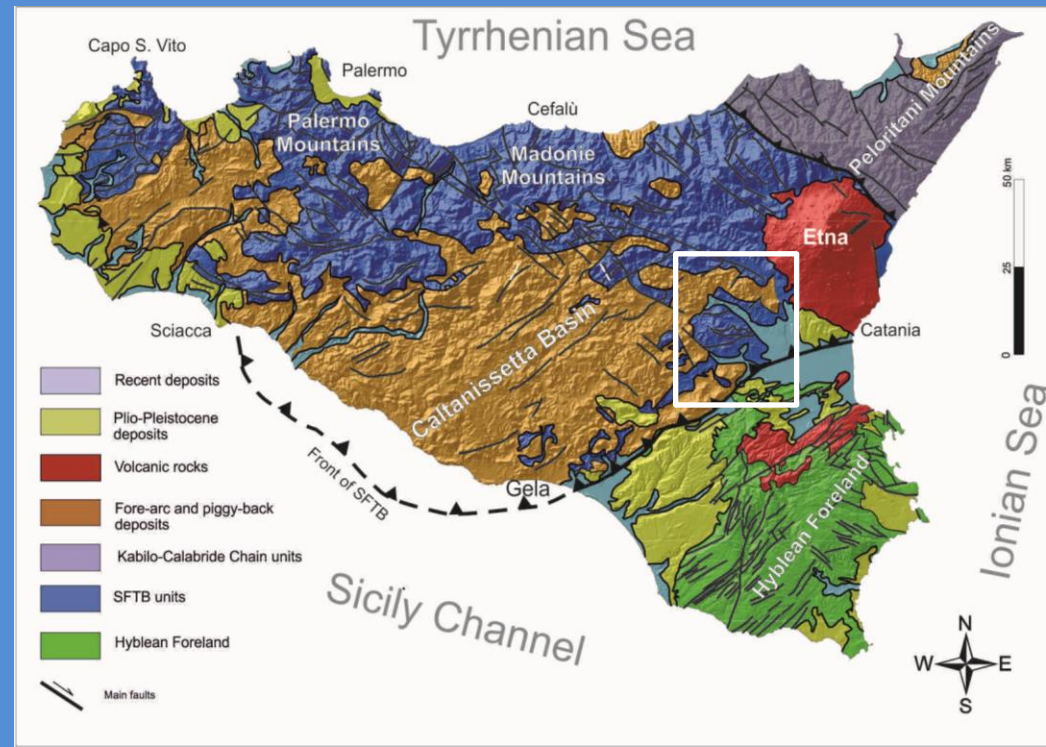 Tyrrhenian Sea
Capo S. Vito
Palermo
Cefalù
Palermo
Mountains
Madonie
Mountains
Peloritani Mountains
Etna
50 km
25
0
Sciacca
Caltanissetta Basin
Catania
Front of SFTB
Gela
Hyblean Foreland
Ionian Sea
Sicily Channel
Recent deposits
Plio-Pleistocene
deposits
Volcanic rocks
Fore-arc and piggy-back
deposits
Kabilo-Calabride Chain units
SFTB units
Hyblean Foreland
Main faults
N
W E
S